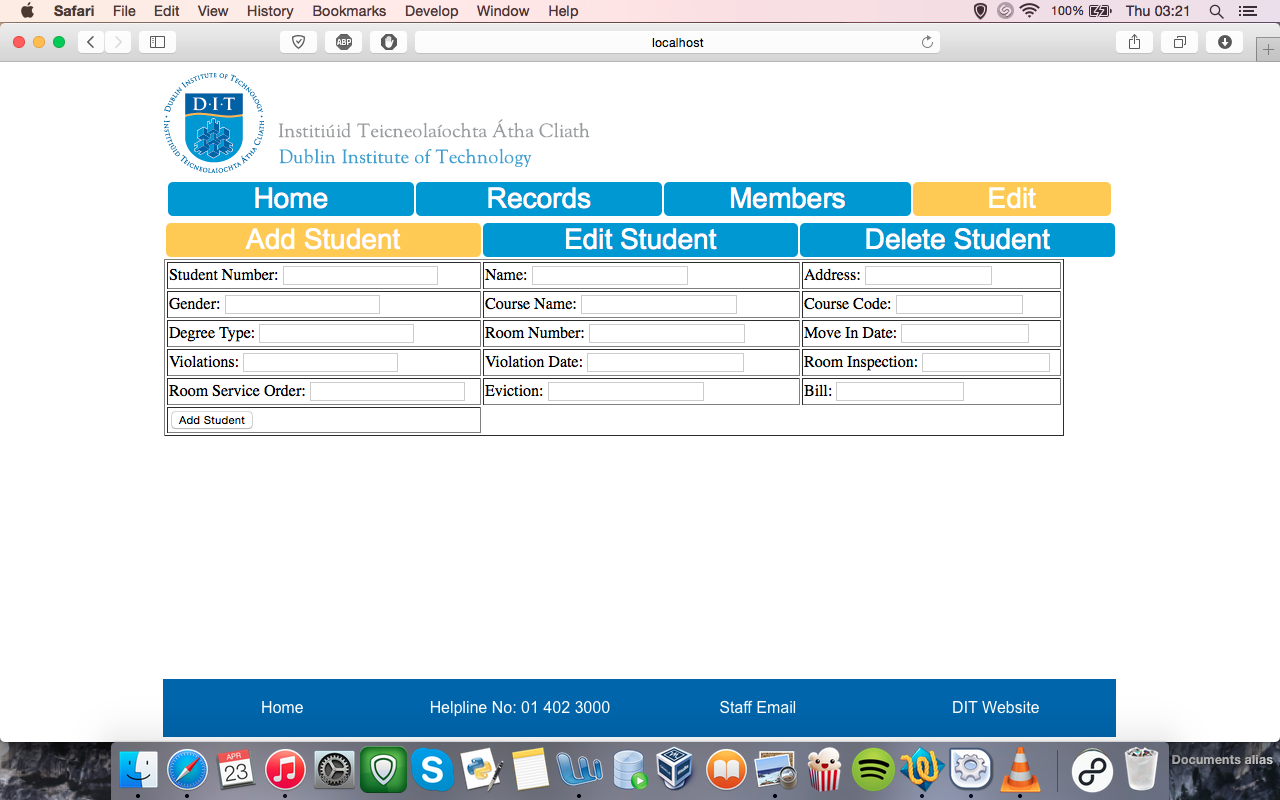 Safari File Edit View History Bookmarks Develop Window Help 100% Thu 03:21
ABP localhost
DUBLIN INSTITUTE OF TECHNOLOGY
D·I·T
INSTITIÚID TEICNEOLAÍOCHTA ÁTHA CLIATH
Institiúid Teicneolaíochta Átha Cliath
Dublin Institute of Technology
Home Records Members Edit
Add Student Edit Student Delete Student
Student Number: Name: Address:
Gender: Course Name: Course Code:
Degree Type: Room Number: Move In Date:
Violations: Violation Date: Room Inspection:
Room Service Order: Eviction: Bill:
Add Student
Home Helpline No: 01 402 3000 Staff Email DIT Website
APR
23
Documents alias